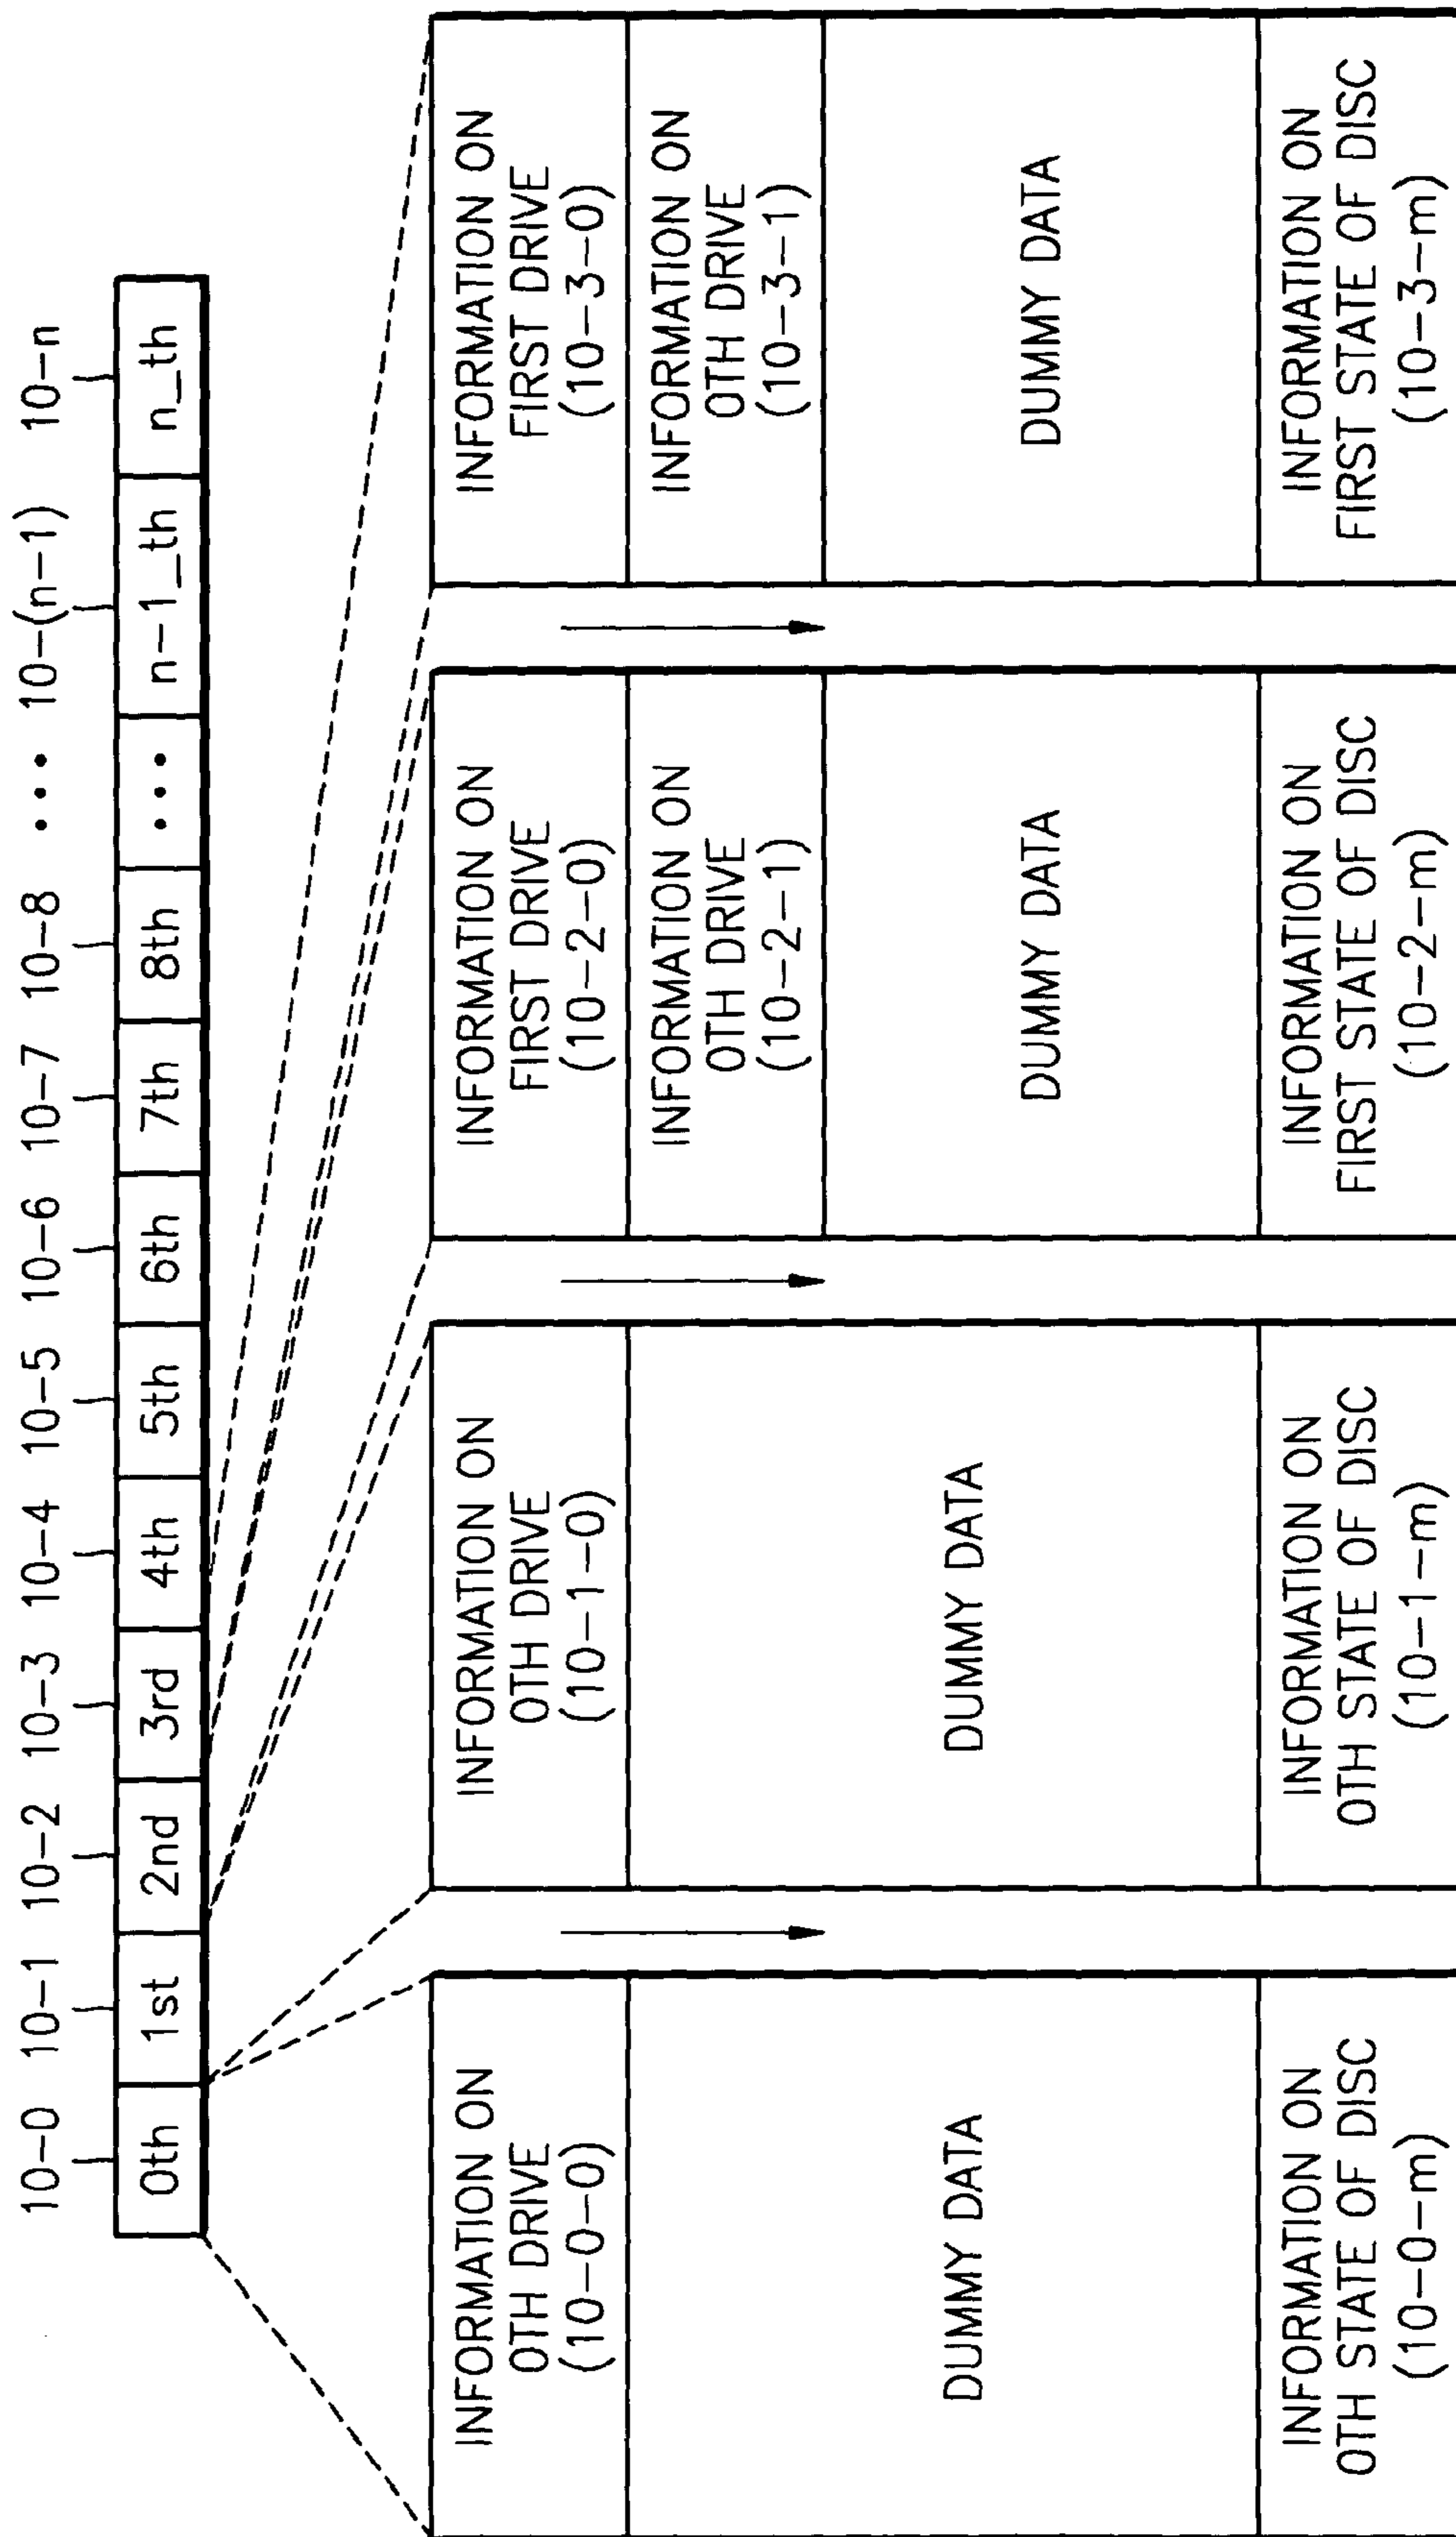 10-0 10-1 10-2 10-3 10-4 10-5 10-6 10-7 10-8 ••• 10-(n-1) 10-n
0th 1st 2nd 3rd 4th 5th 6th 7th 8th ••• n-1_th n_th
INFORMATION ON
0TH DRIVE
(10-0-0)
DUMMY DATA
INFORMATION ON
0TH STATE OF DISC
(10-0-m)
INFORMATION ON
0TH DRIVE
(10-1-0)
DUMMY DATA
INFORMATION ON
0TH STATE OF DISC
(10-1-m)
INFORMATION ON
FIRST DRIVE
(10-2-0)
INFORMATION ON
0TH DRIVE
(10-2-1)
DUMMY DATA
INFORMATION ON
FIRST STATE OF DISC
(10-2-m)
INFORMATION ON
FIRST DRIVE
(10-3-0)
INFORMATION ON
0TH DRIVE
(10-3-1)
DUMMY DATA
INFORMATION ON
FIRST STATE OF DISC
(10-3-m)